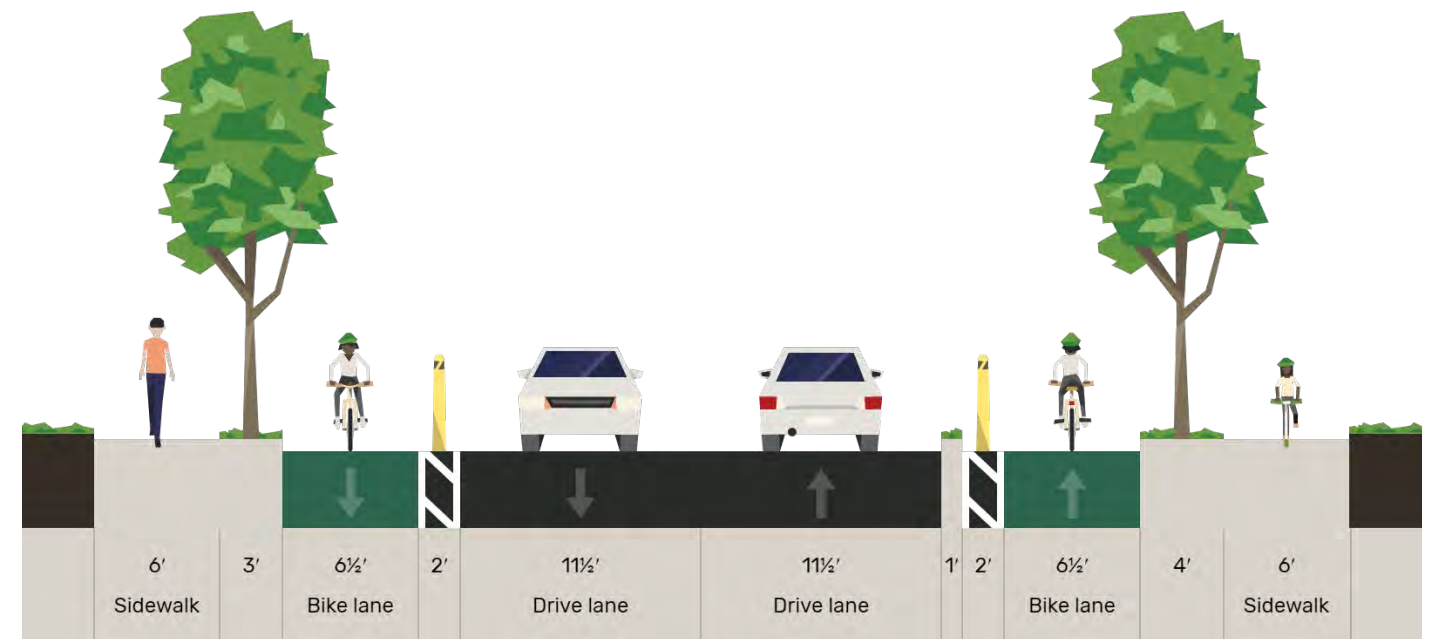 6′ 3′ 6½′ 2′ 11½′ 11½′ 1′ 2′ 6½′ 4′ 6′
Sidewalk Bike lane Drive lane Drive lane Bike lane Sidewalk